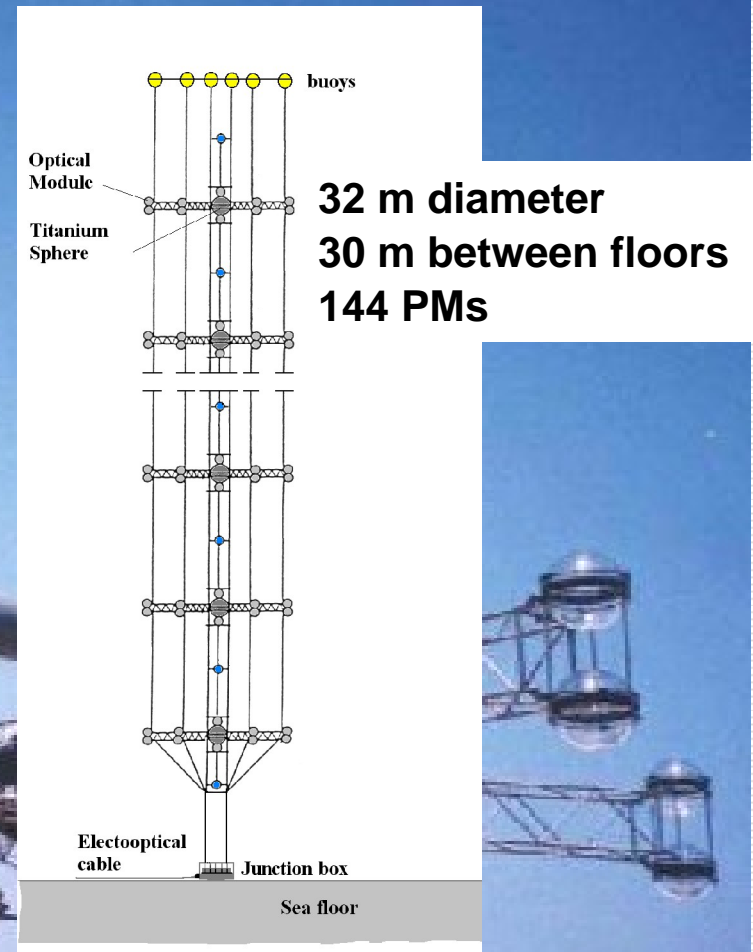 buoys
Optical
Module
Titanium
Sphere
32 m diameter
30 m between floors
144 PMs
Electooptical
cable
Junction box
Sea floor